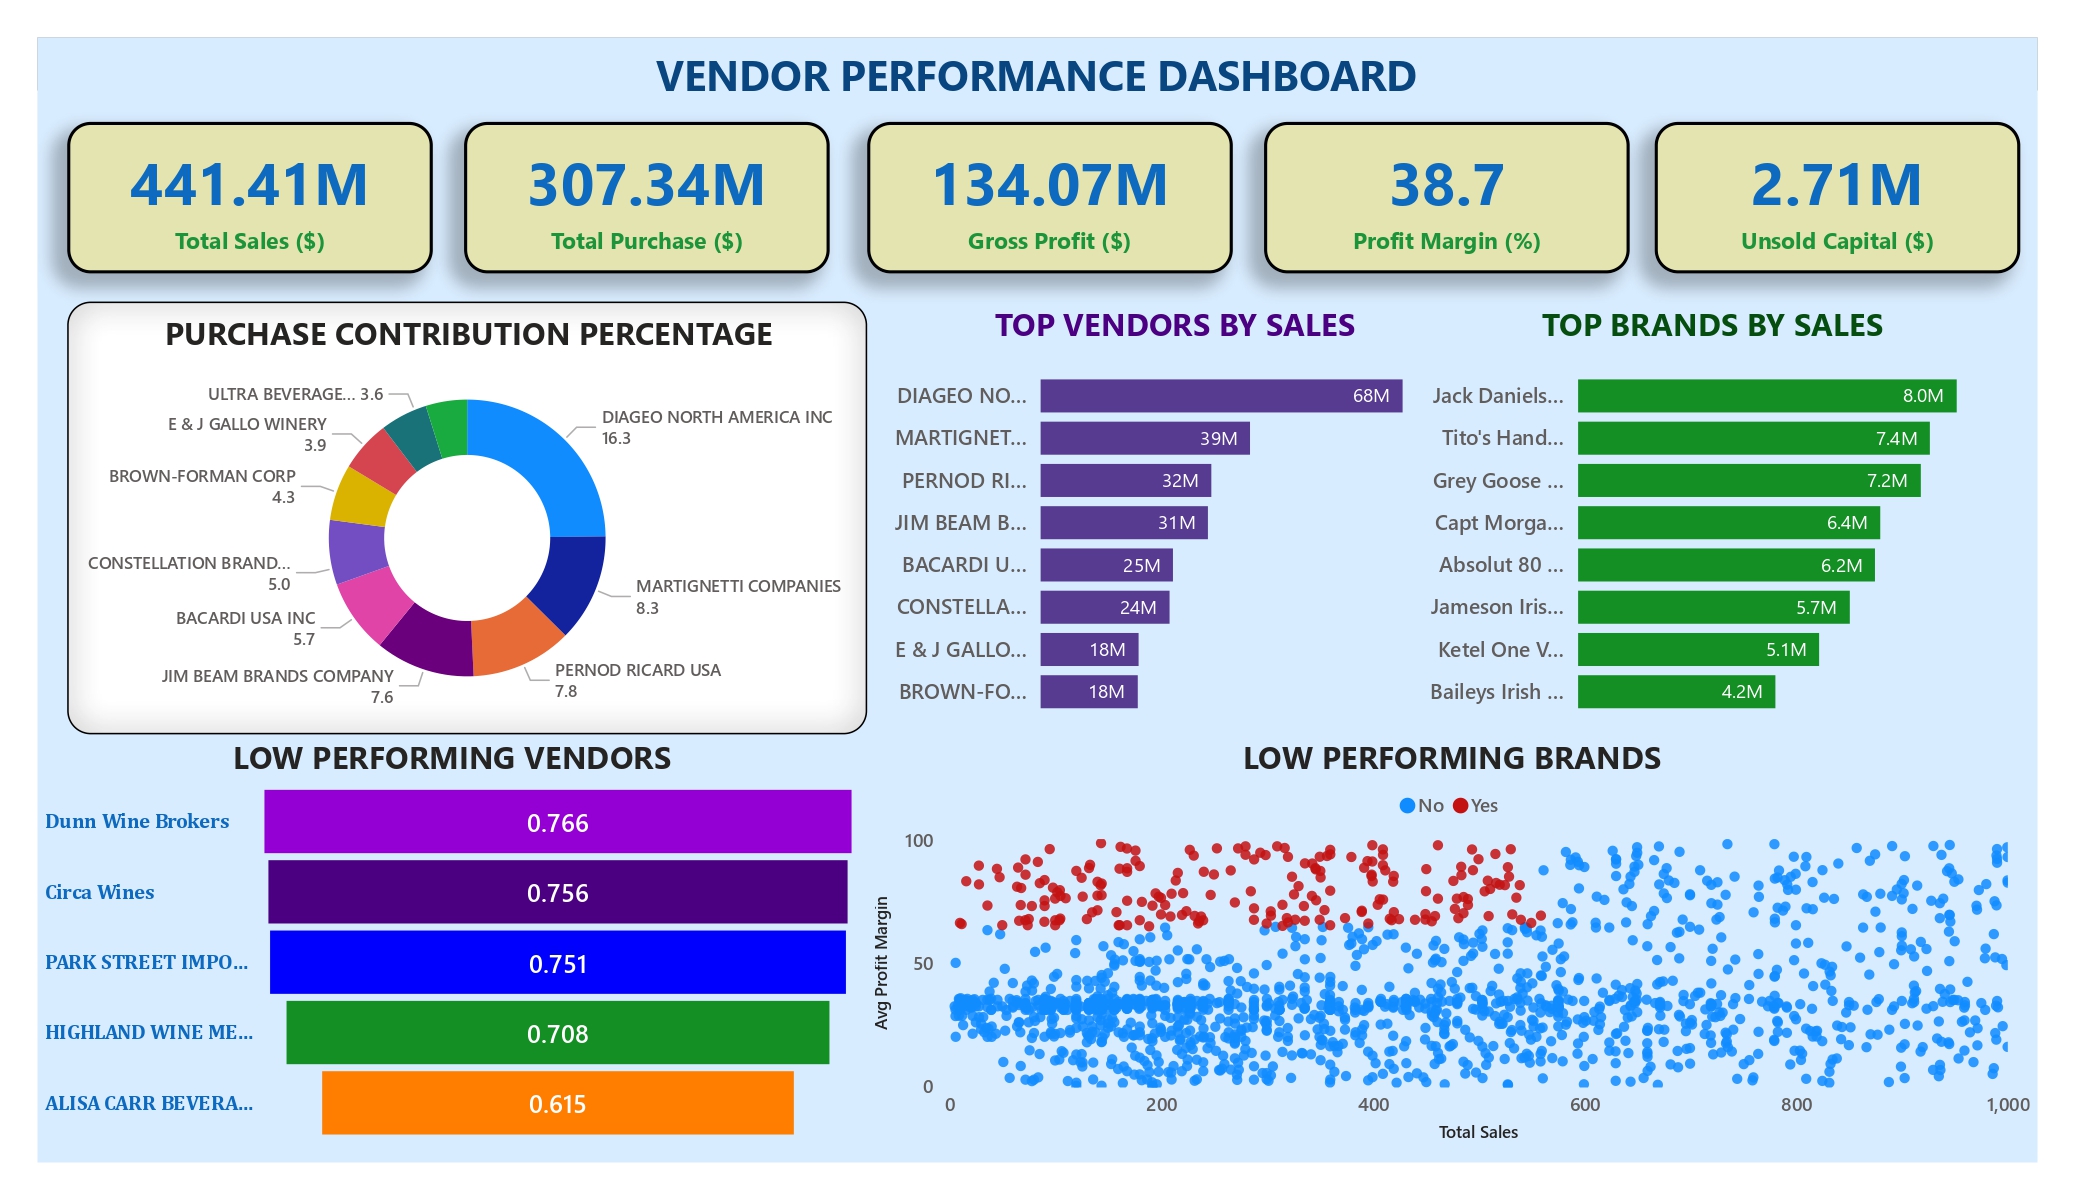 VENDOR PERFORMANCE DASHBOARD
441.41M
Total Sales ($)
307.34M
Total Purchase ($)
134.07M
Gross Profit ($)
38.7
Profit Margin (%)
2.71M
Unsold Capital ($)
PURCHASE CONTRIBUTION PERCENTAGE
ULTRA BEVERAGE... 3.6
E & J GALLO WINERY
3.9
BROWN-FORMAN CORP
4.3
CONSTELLATION BRAND...
5.0
BACARDI USA INC
5.7
JIM BEAM BRANDS COMPANY
7.6
DIAGEO NORTH AMERICA INC
16.3
MARTIGNETTI COMPANIES
8.3
PERNOD RICARD USA
7.8
TOP VENDORS BY SALES
DIAGEO NO... 68M
MARTIGNET... 39M
PERNOD RI... 32M
JIM BEAM B... 31M
BACARDI U... 25M
CONSTELLA... 24M
E & J GALLO... 18M
BROWN-FO... 18M
TOP BRANDS BY SALES
Jack Daniels... 8.0M
Tito's Hand... 7.4M
Grey Goose ... 7.2M
Capt Morga... 6.4M
Absolut 80 ... 6.2M
Jameson Iris... 5.7M
Ketel One V... 5.1M
Baileys Irish ... 4.2M
LOW PERFORMING VENDORS
Dunn Wine Brokers 0.766
Circa Wines 0.756
PARK STREET IMPO... 0.751
HIGHLAND WINE ME... 0.708
ALISA CARR BEVERA... 0.615
LOW PERFORMING BRANDS
No Yes
Avg Profit Margin
100
50
0
0 200 400 600 800 1,000
Total Sales